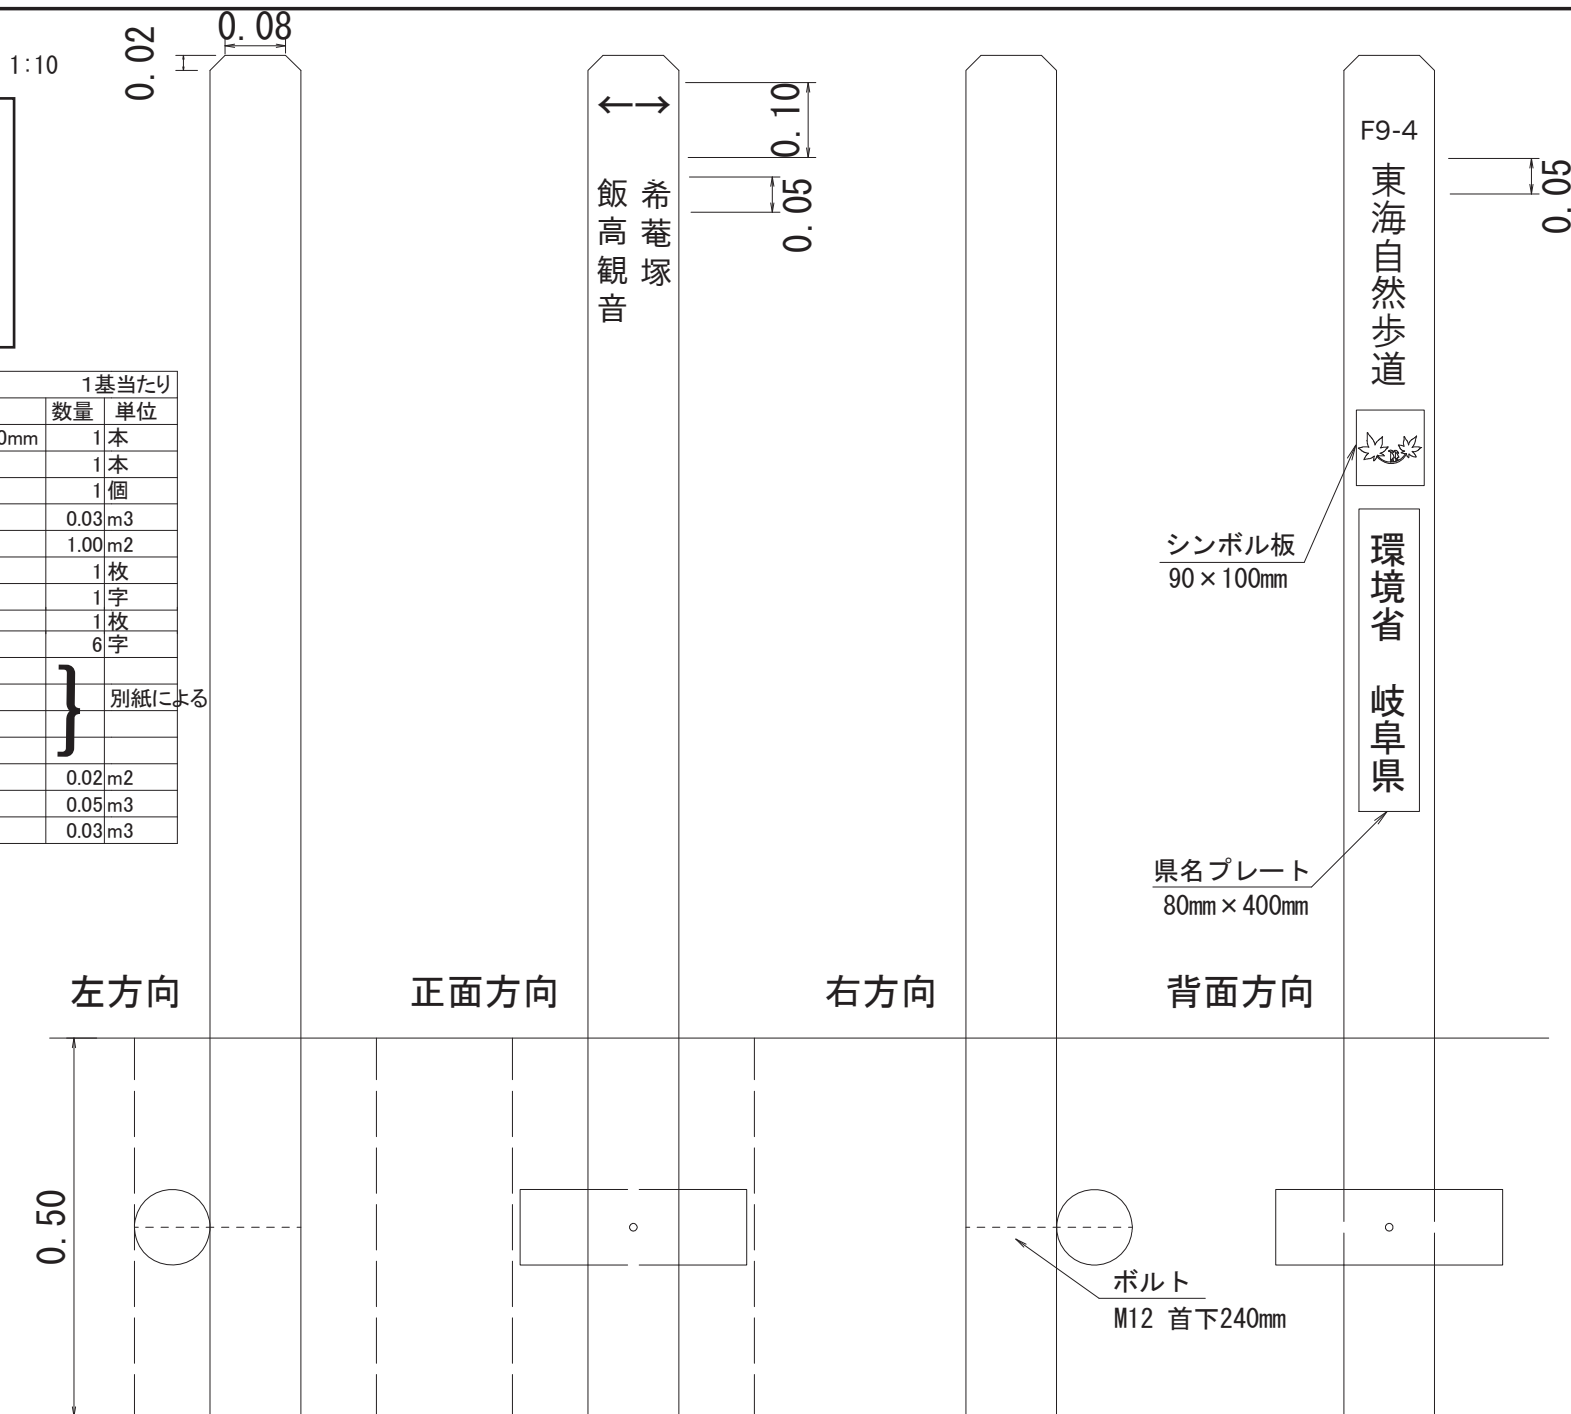 1:10
0.02
0.08
←→
希菴塚
飯高観音
0.10
0.05
F9-4
東海自然歩道
0.05
環境省 岐阜県
シンボル板
90×100mm
県名プレート
80mm×400mm
1基当たり
数量 単位
0mm 1 本
1 本
1 個
0.03 m3
1.00 m2
1 枚
1 字
1 枚
6 字
} 別紙による
0.02 m2
0.05 m3
0.03 m3
左方向 正面方向 右方向 背面方向
0.50
ボルト
M12 首下240mm